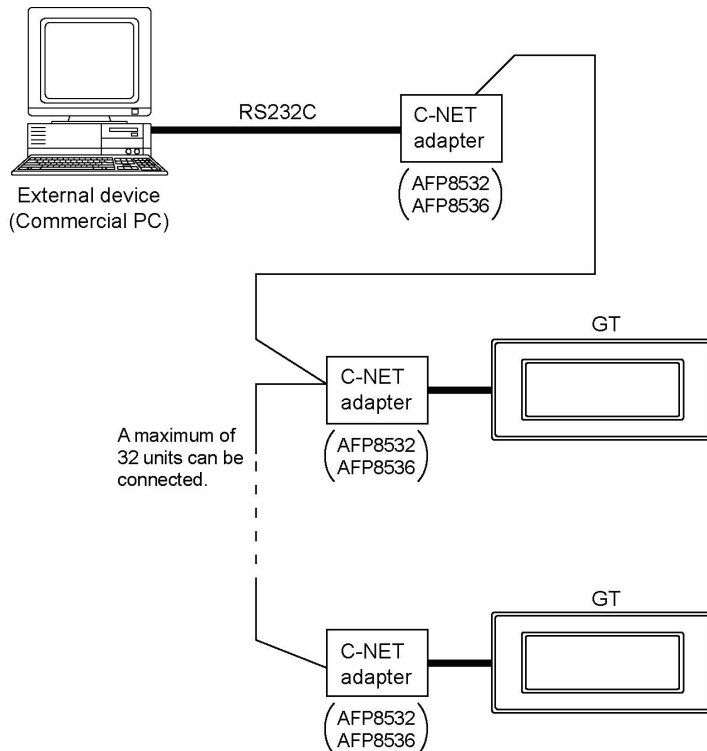 RS232C
C-NET
adapter
(AFP8532
AFP8536)
External device
(Commercial PC)
GT
C-NET
adapter
(AFP8532
AFP8536)
A maximum of
32 units can be
connected.
GT
C-NET
adapter
(AFP8532
AFP8536)